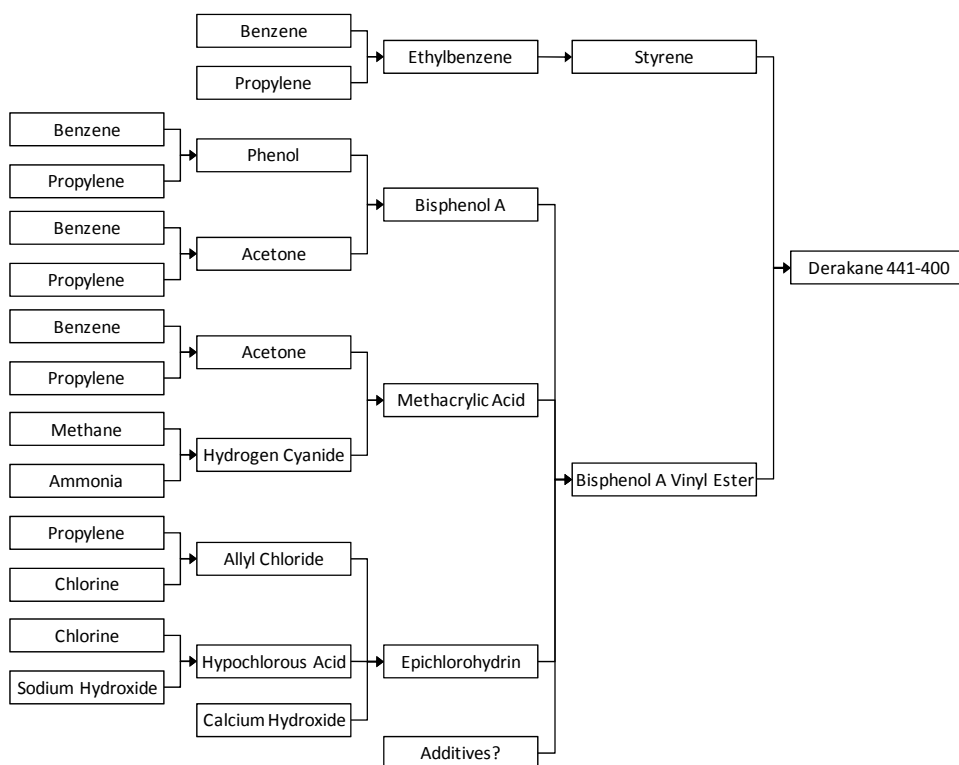 Benzene
Propylene
Ethylbenzene
Styrene
Benzene
Propylene
Phenol
Benzene
Propylene
Acetone
Bisphenol A
Benzene
Propylene
Acetone
Methane
Ammonia
Hydrogen Cyanide
Methacrylic Acid
Propylene
Chlorine
Allyl Chloride
Chlorine
Sodium Hydroxide
Hypochlorous Acid
Calcium Hydroxide
Epichlorohydrin
Additives?
Bisphenol A Vinyl Ester
Derakane 441-400